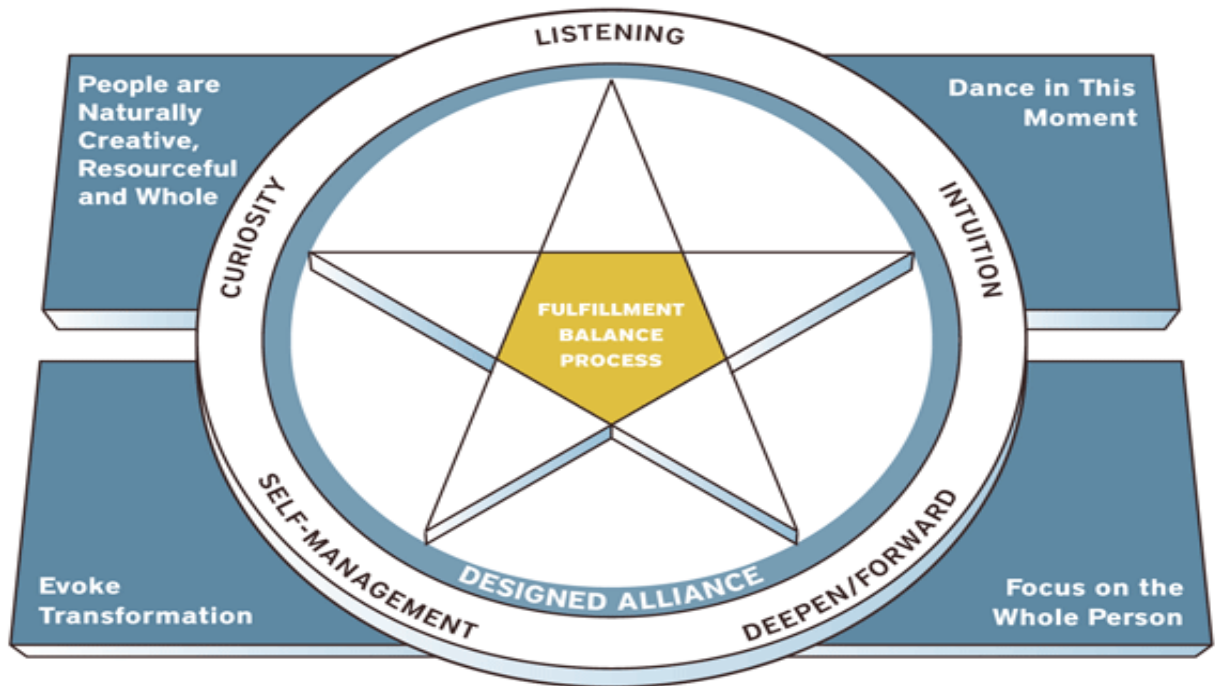 LISTENING
People are
Naturally
Creative,
Resourceful
and Whole
Dance in This
Moment
CURIOSITY
INTUITION
FULFILLMENT
BALANCE
PROCESS
SELF-MANAGEMENT
DEEPEN/FORWARD
DESIGNED ALLIANCE
Evoke
Transformation
Focus on the
Whole Person